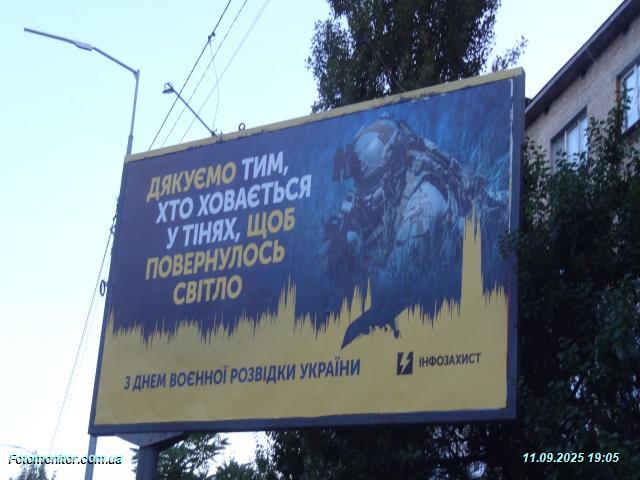 ДЯКУЄМО ТИМ,
ХТО ХОВАЄТЬСЯ
У ТІНЯХ, ЩОБ
ПОВЕРНУЛОСЬ
СВІТЛО
З ДНЕМ ВОЄННОЇ РОЗВІДКИ УКРАЇНИ
ІНФОЗАХИСТ
Fotomonitor.com.ua
11.09.2025 19:05